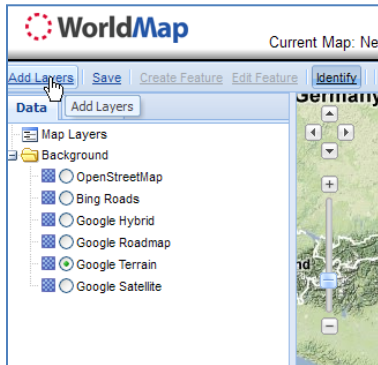 WorldMap
Current Map: Ne
Add Layers Save Create Feature Edit Feature Identify
Data Add Layers
Germany
Map Layers
Background
OpenStreetMap
Bing Roads
Google Hybrid
Google Roadmap
Google Terrain
nd
Google Satellite